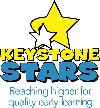 KEYSTONE
STARS
Reaching higher for
quality early learning